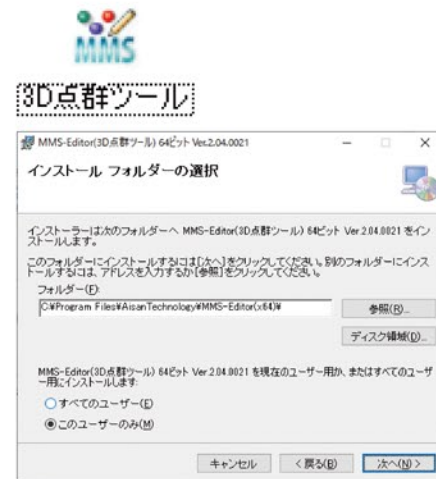 MMS
3D点群ツール
MMS-Editor(3D点群ツール) 64ビット Ver.2.04.0021
インストール フォルダーの選択
インストーラーは次のフォルダーへ MMS-Editor(3D点群ツール) 64ビット Ver.2.04.0021 をイン
ストールします。
このフォルダーにインストールするには[次へ]をクリックしてください。別のフォルダーにインス
トールするには、アドレスを入力するか[参照]をクリックしてください。
フォルダー(F):
C:¥Program Files¥AisanTechnology¥MMS-Editor(x64)¥
参照(R)...
ディスク領域(D)...
MMS-Editor(3D点群ツール) 64ビット Ver.2.04.0021 を現在のユーザー用か、またはすべてのユーザ
ー用にインストールします:
すべてのユーザー(E)
このユーザーのみ(M)
キャンセル
< 戻る(B)
次へ(N) >